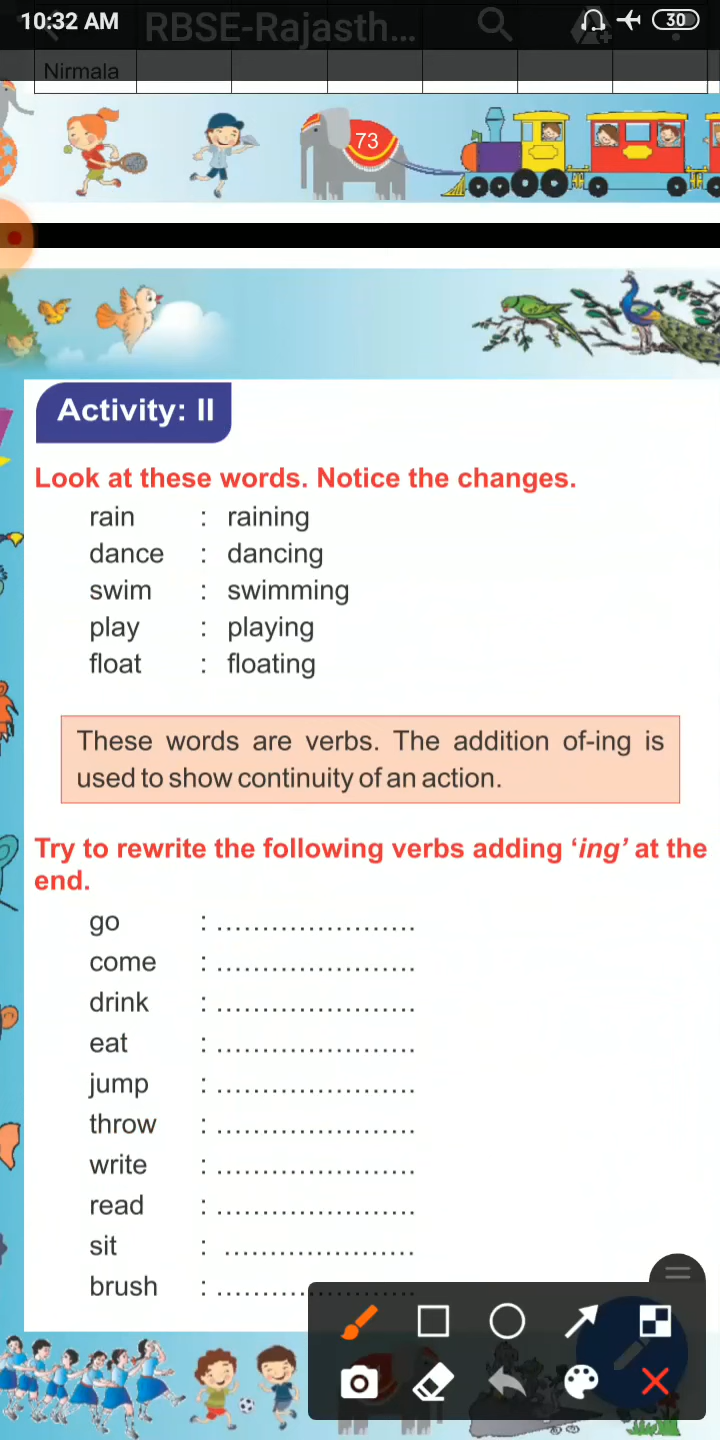 10:32 AM
RBSE-Rajasth...
30
Nirmala
73
Activity: II
Look at these words. Notice the changes.
rain : raining
dance : dancing
swim : swimming
play : playing
float : floating
These words are verbs. The addition of-ing is
used to show continuity of an action.
Try to rewrite the following verbs adding ‘ing’ at the
end.
go : ......................
come : ......................
drink : ......................
eat : ......................
jump : ......................
throw : ......................
write : ......................
read : ......................
sit : .....................
brush : ......................